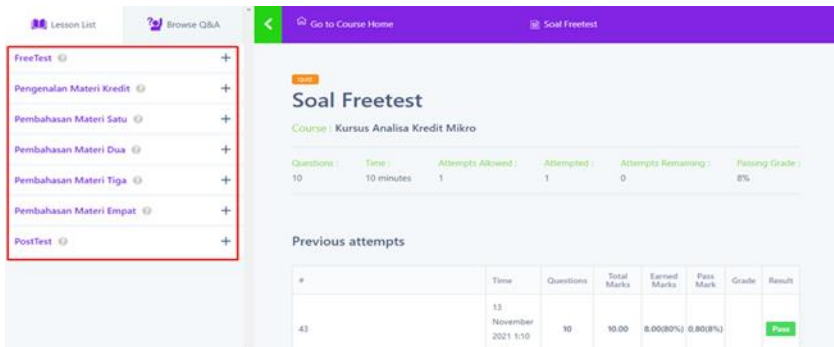 Lesson List
Browse Q&A
Go to Course Home
Soal Freetest
FreeTest
Pengenalan Materi Kredit
Pembahasan Materi Satu
Pembahasan Materi Dua
Pembahasan Materi Tiga
Pembahasan Materi Empat
PostTest
QUIZ
Soal Freetest
Course : Kursus Analisa Kredit Mikro
Questions : Time : Attempts Allowed : Attempted : Attempts Remaining : Passing Grade :
10 10 minutes 1 1 0 8%
Previous attempts
# Time Questions Total Marks Earned Marks Pass Mark Grade Result
13
November
2021 1:10
43 10 10.00 8.00(80%) 0.80(8%) Pass